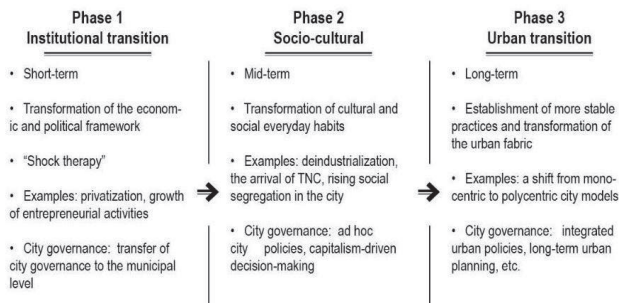 Phase 1
Institutional transition
• Short-term
• Transformation of the econom-
ic and political framework
• “Shock therapy”
• Examples: privatization, growth
of entrepreneurial activities
• City governance: transfer of
city governance to the municipal
level
Phase 2
Socio-cultural
• Mid-term
• Transformation of cultural and
social everyday habits
• Examples: deindustrialization,
the arrival of TNC, rising social
segregation in the city
• City governance: ad hoc
city policies, capitalism-driven
decision-making
Phase 3
Urban transition
• Long-term
• Establishment of more stable
practices and transformation of
the urban fabric
• Examples: a shift from mono-
centric to polycentric city models
• City governance: integrated
urban policies, long-term urban
planning, etc.